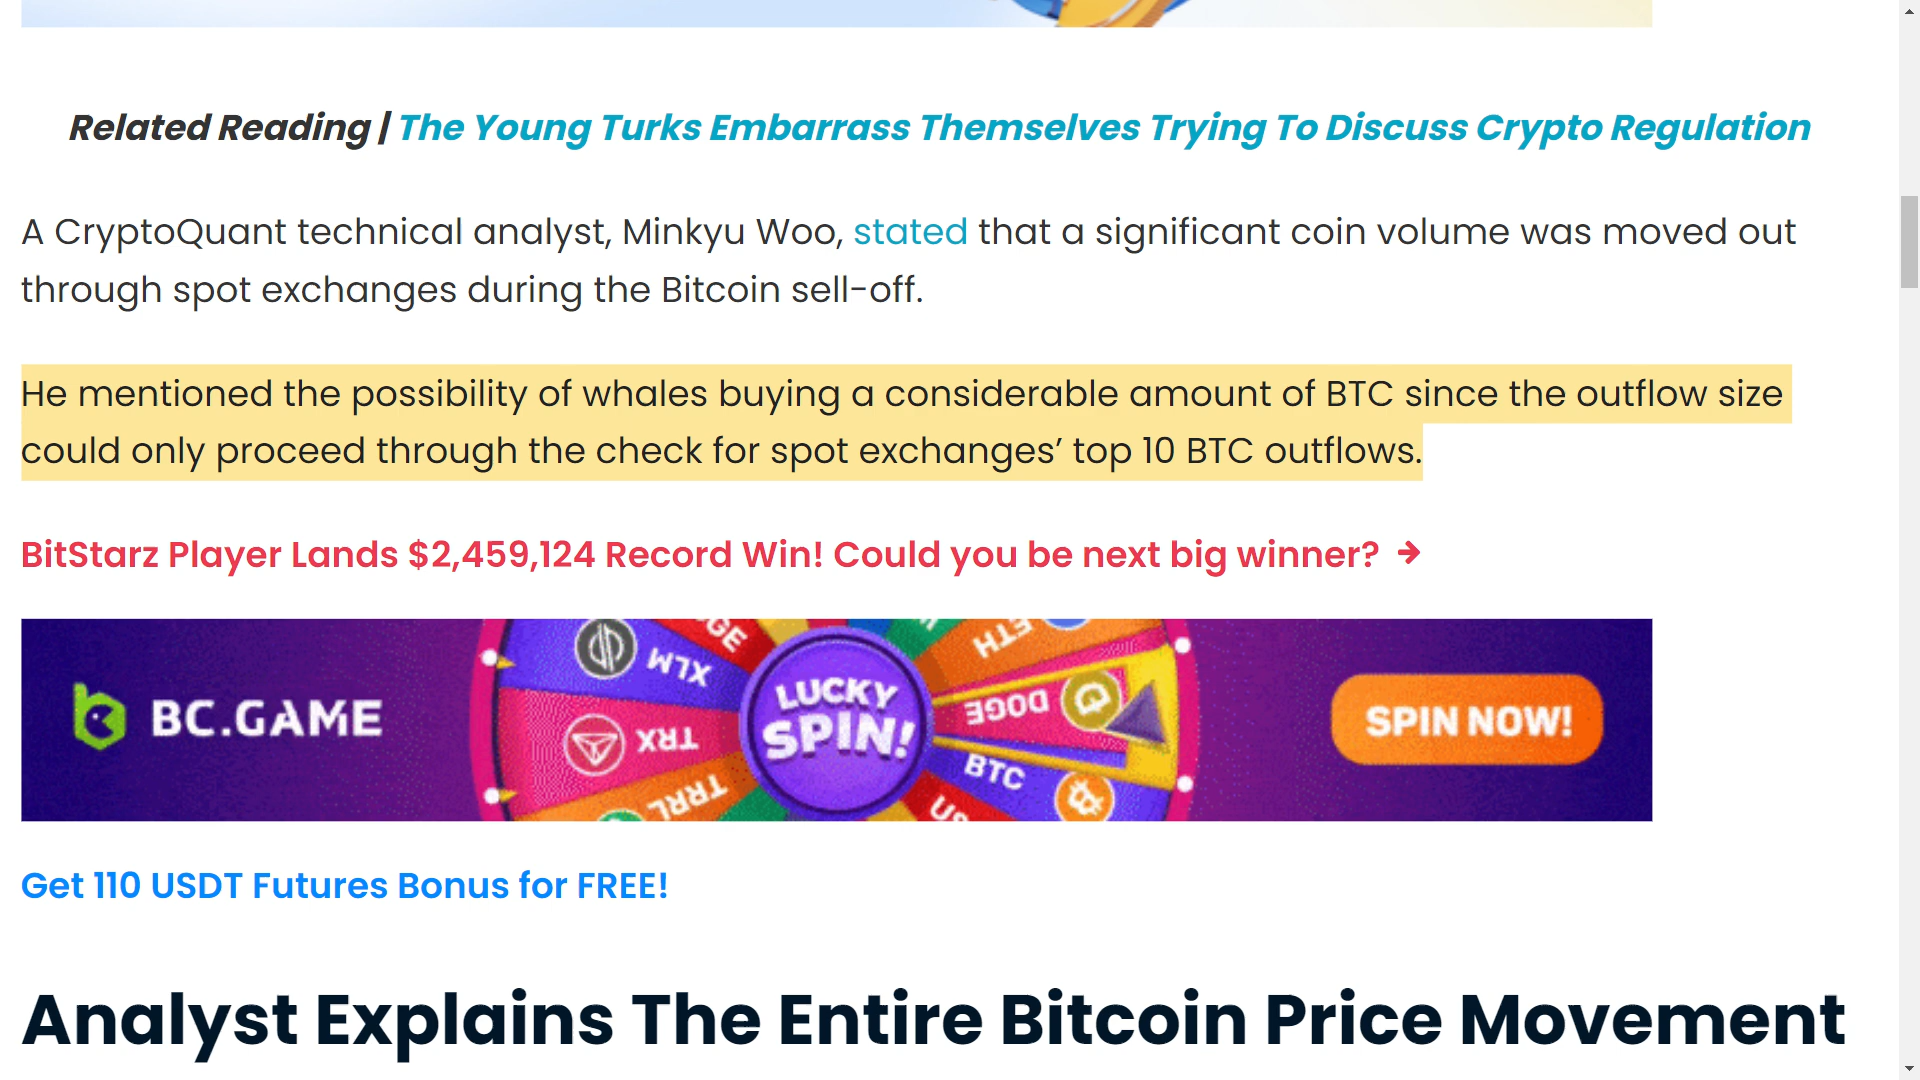 Related Reading | The Young Turks Embarrass Themselves Trying To Discuss Crypto Regulation
A CryptoQuant technical analyst, Minkyu Woo, stated that a significant coin volume was moved out
through spot exchanges during the Bitcoin sell-off.
He mentioned the possibility of whales buying a considerable amount of BTC since the outflow size
could only proceed through the check for spot exchanges’ top 10 BTC outflows.
BitStarz Player Lands $2,459,124 Record Win! Could you be next big winner? →
BC.GAME
GE
XLM
TRX
TRRL
LUCKY
SPIN!
ETH
DOGE
BTC
US
SPIN NOW!
Get 110 USDT Futures Bonus for FREE!
Analyst Explains The Entire Bitcoin Price Movement